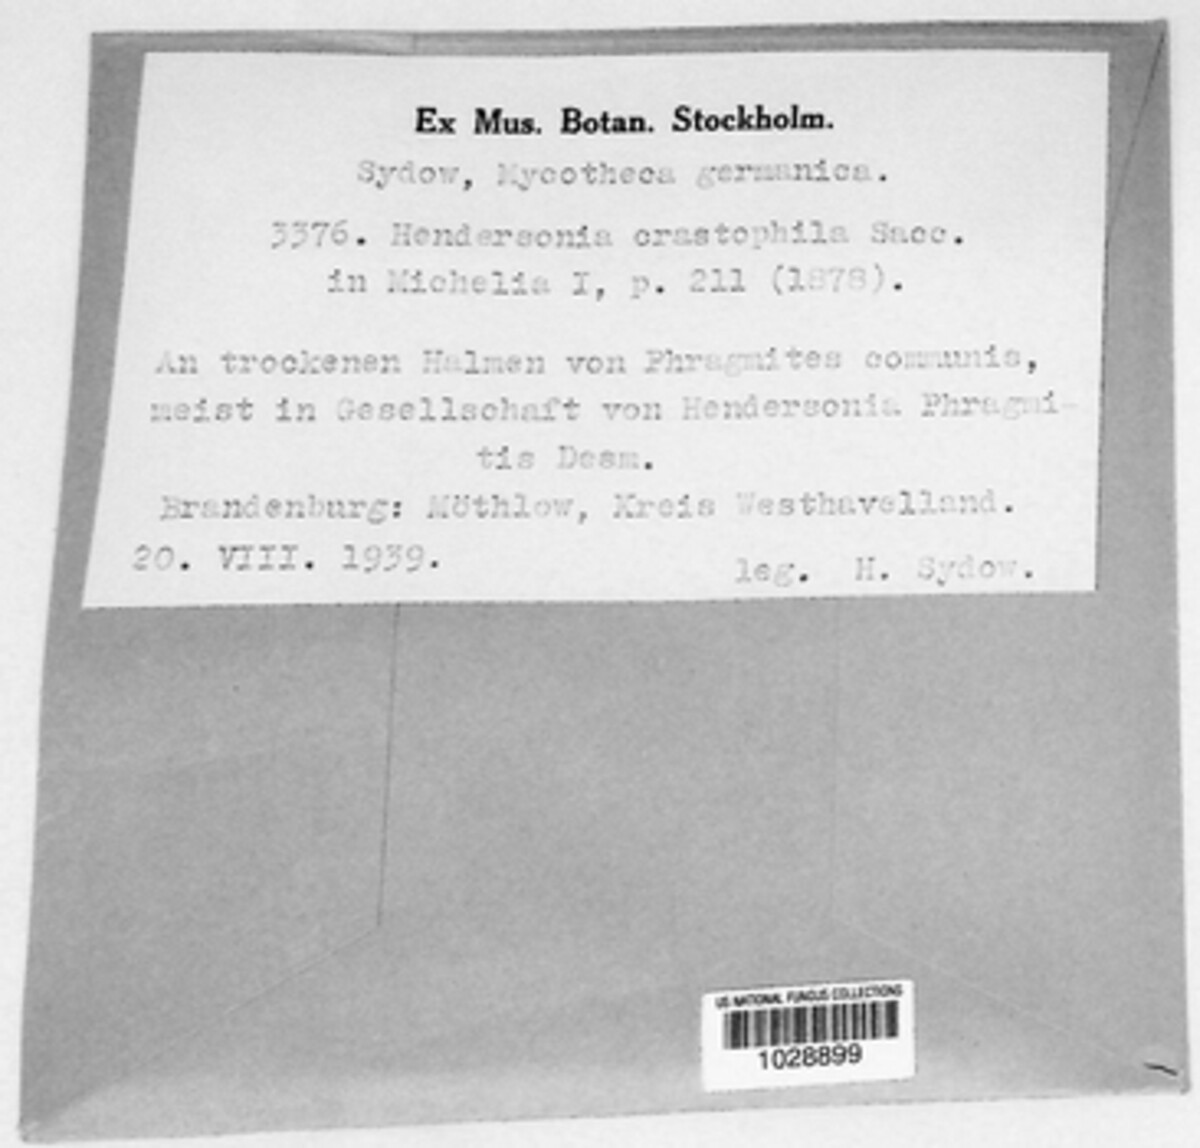 Ex Mus. Botan. Stockholm.
Sydow, Mycotheca germanica.
3376. Hendersonia crastophila Sacc.
in Michelia I, p. 211 (1878).
An trockenen Halmen von Phragmites communis,
meist in Gesellschaft von Hendersonia Phragmi-
tis Desm.
Brandenburg: Möthlow, Kreis Westhavelland.
20. VIII. 1939.
leg. H. Sydow.
US NATIONAL FUNGUS COLLECTIONS
1028899